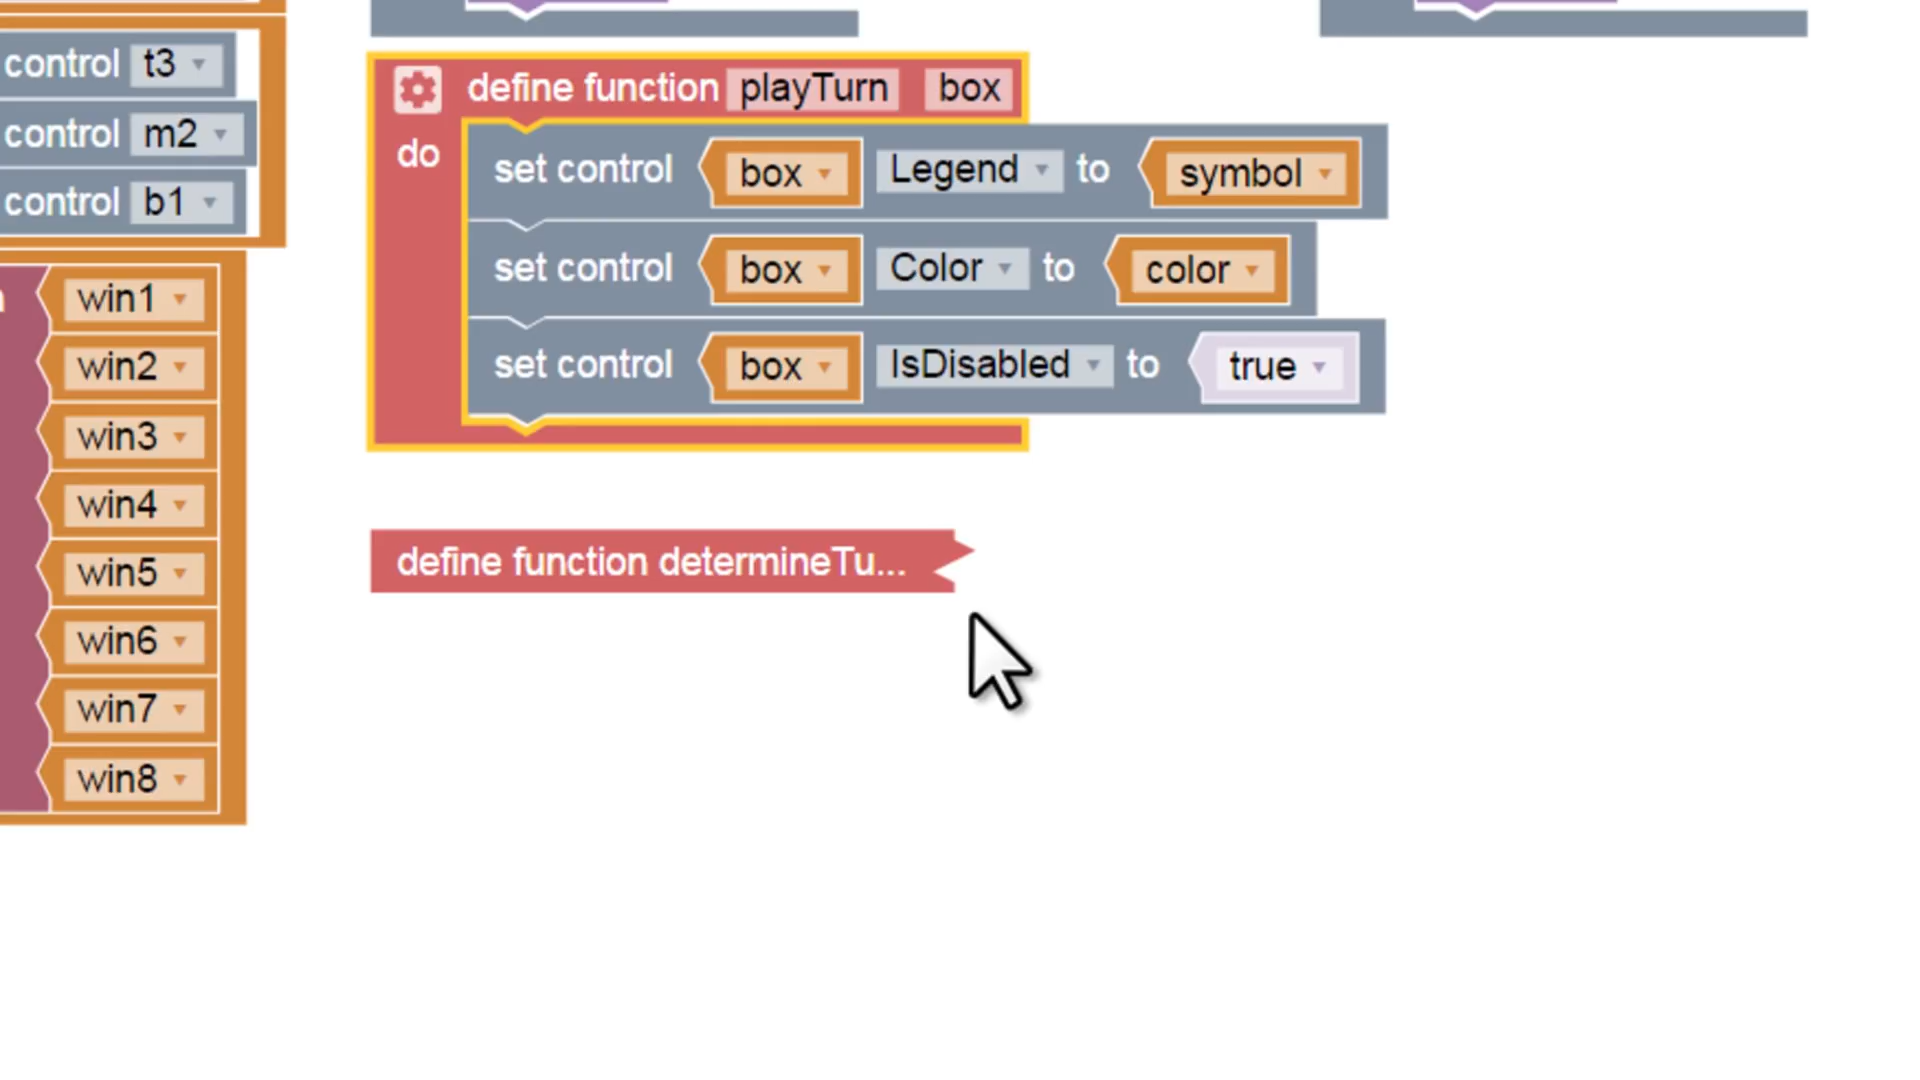 control t3
control m2
control b1
win1
win2
win3
win4
win5
win6
win7
win8
define function playTurn box
do
set control box Legend to symbol
set control box Color to color
set control box IsDisabled to true
define function determineTu...